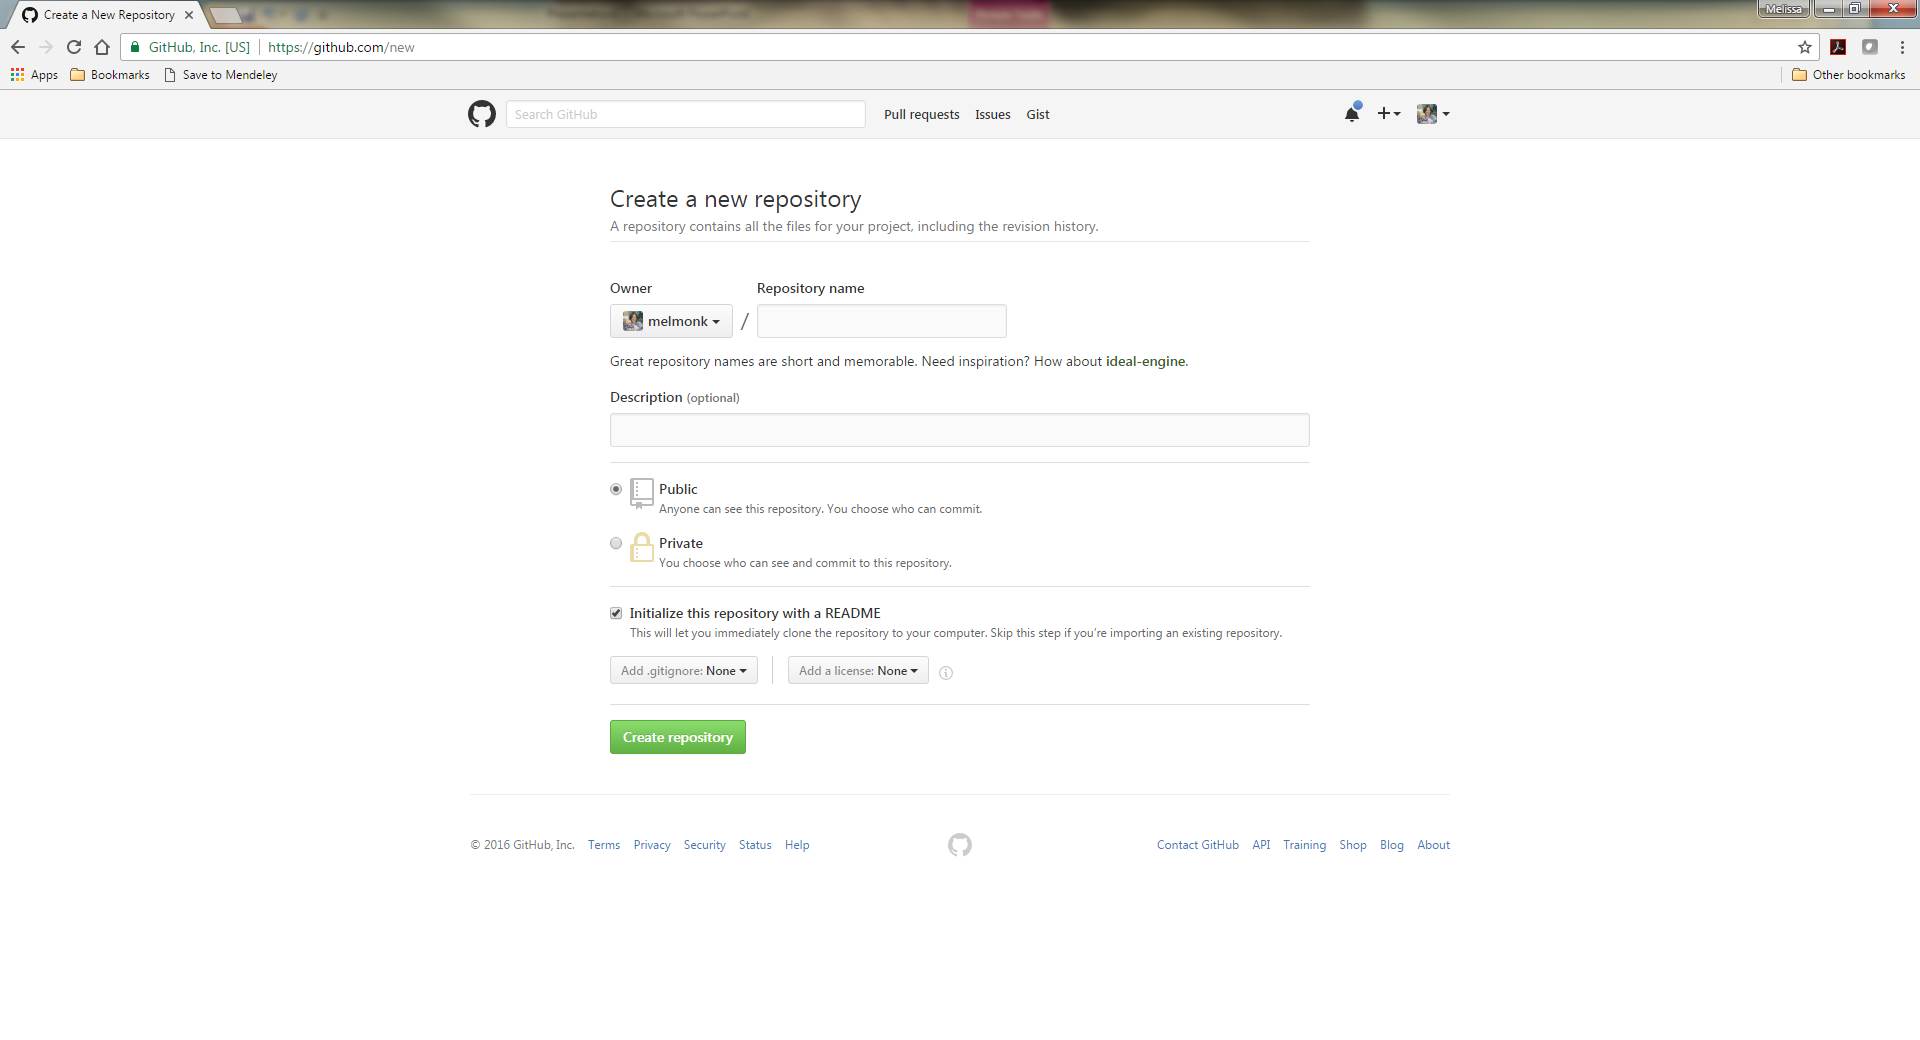 Create a New Repository
Melissa
GitHub, Inc. [US] https://github.com/new
Apps Bookmarks Save to Mendeley Other bookmarks
Search GitHub Pull requests Issues Gist
Create a new repository
A repository contains all the files for your project, including the revision history.
Owner Repository name
melmonk / 
Great repository names are short and memorable. Need inspiration? How about ideal-engine.
Description (optional)
Public
Anyone can see this repository. You choose who can commit.
Private
You choose who can see and commit to this repository.
Initialize this repository with a README
This will let you immediately clone the repository to your computer. Skip this step if you’re importing an existing repository.
Add .gitignore: None Add a license: None
Create repository
© 2016 GitHub, Inc. Terms Privacy Security Status Help Contact GitHub API Training Shop Blog About